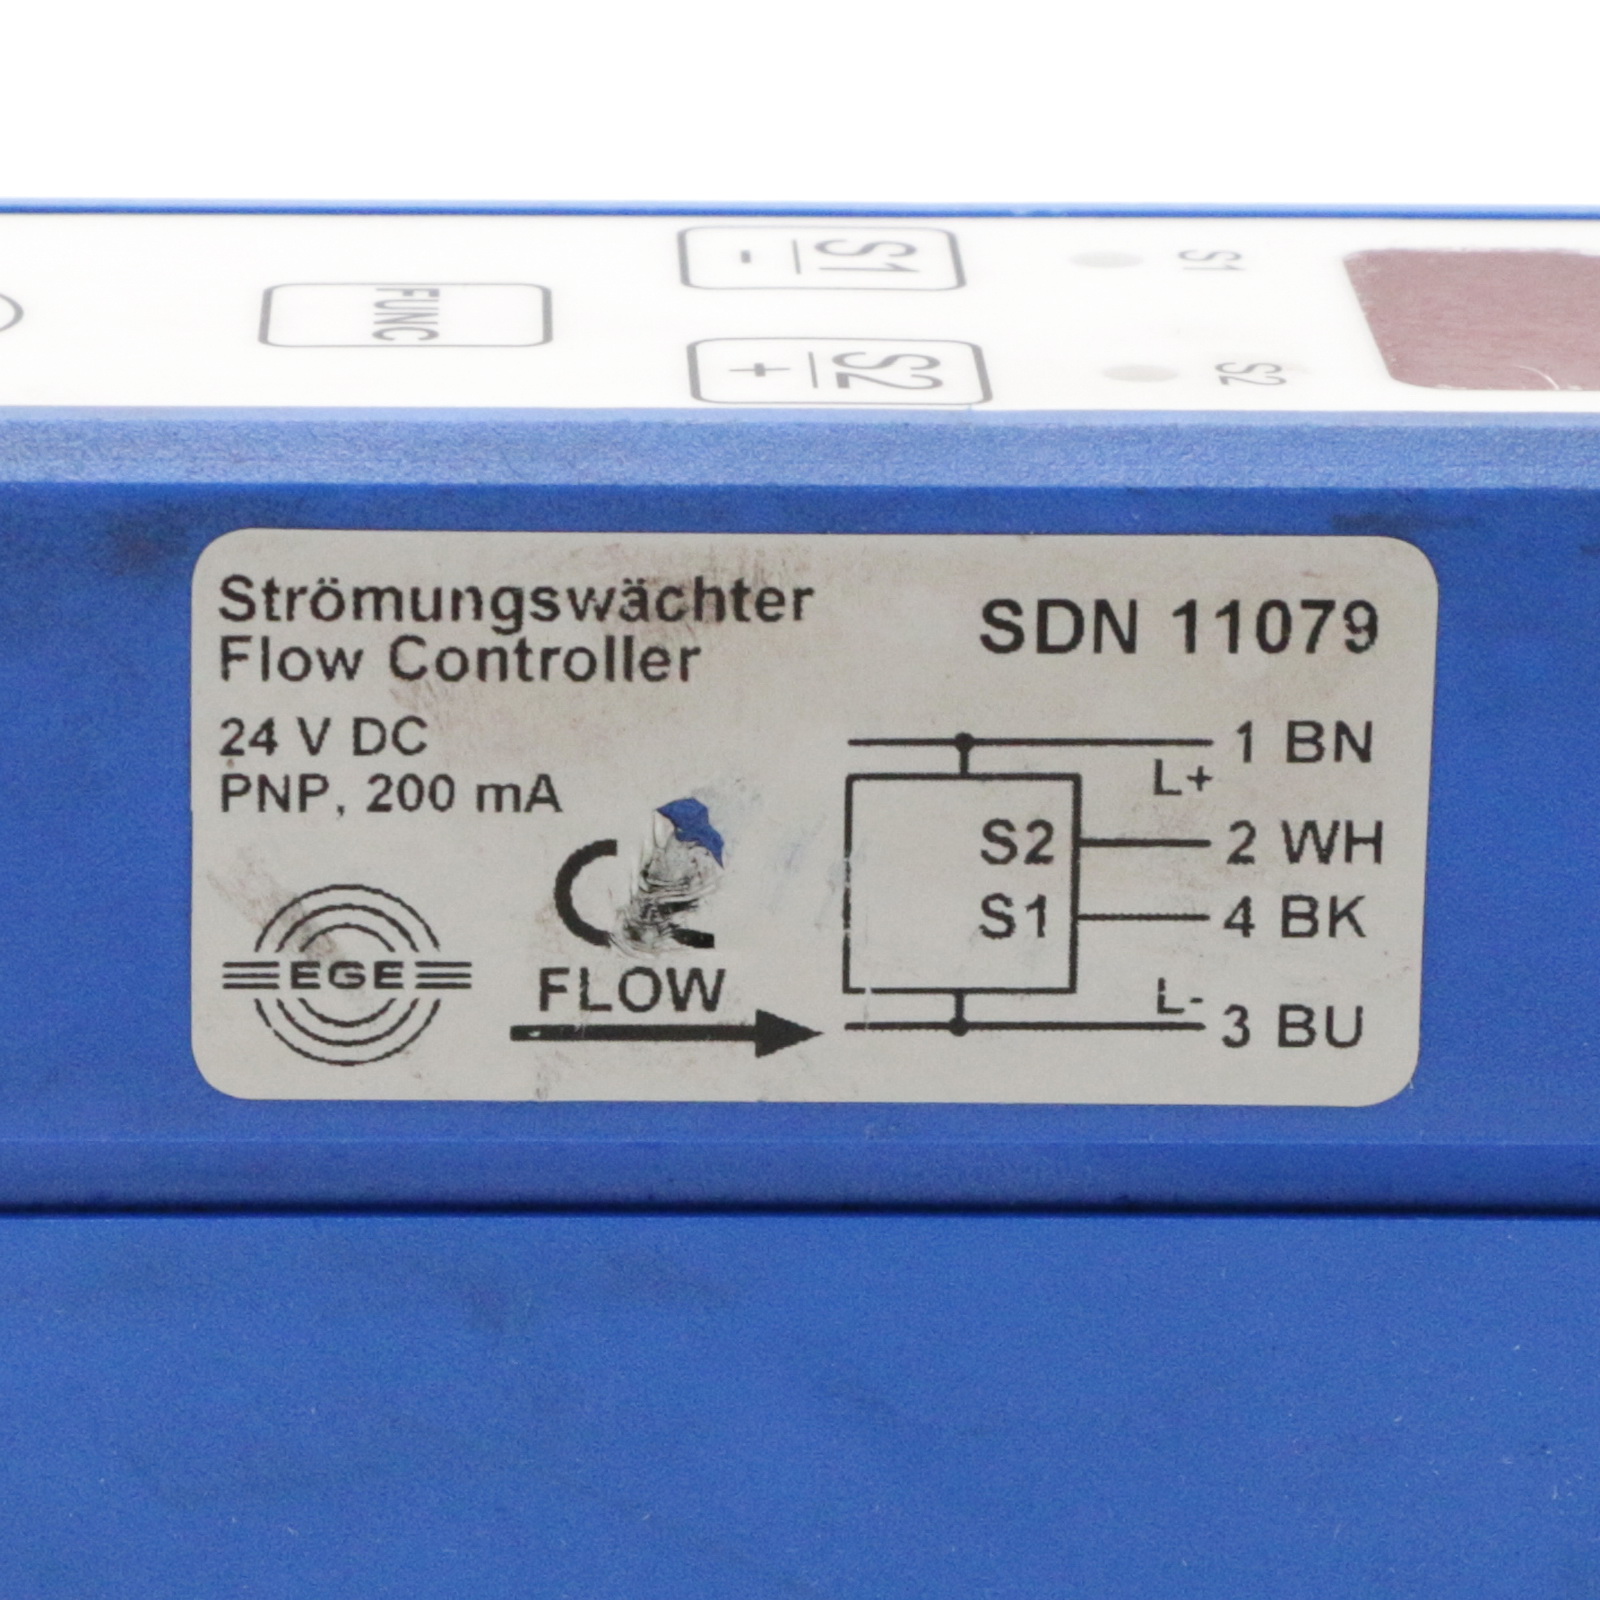 S1
-
S1
FUNC
S2
+
S2
Strömungswächter
Flow Controller
SDN 11079
24 V DC
PNP, 200 mA
1 BN
L+
S2
2 WH
S1
4 BK
CE
EGE
FLOW
L-
3 BU